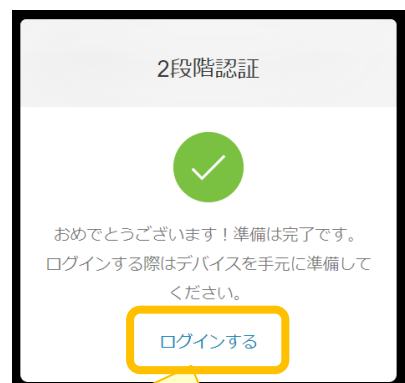 2段階認証
おめでとうございます！準備は完了です。
ログインする際はデバイスを手元に準備して
ください。
ログインする